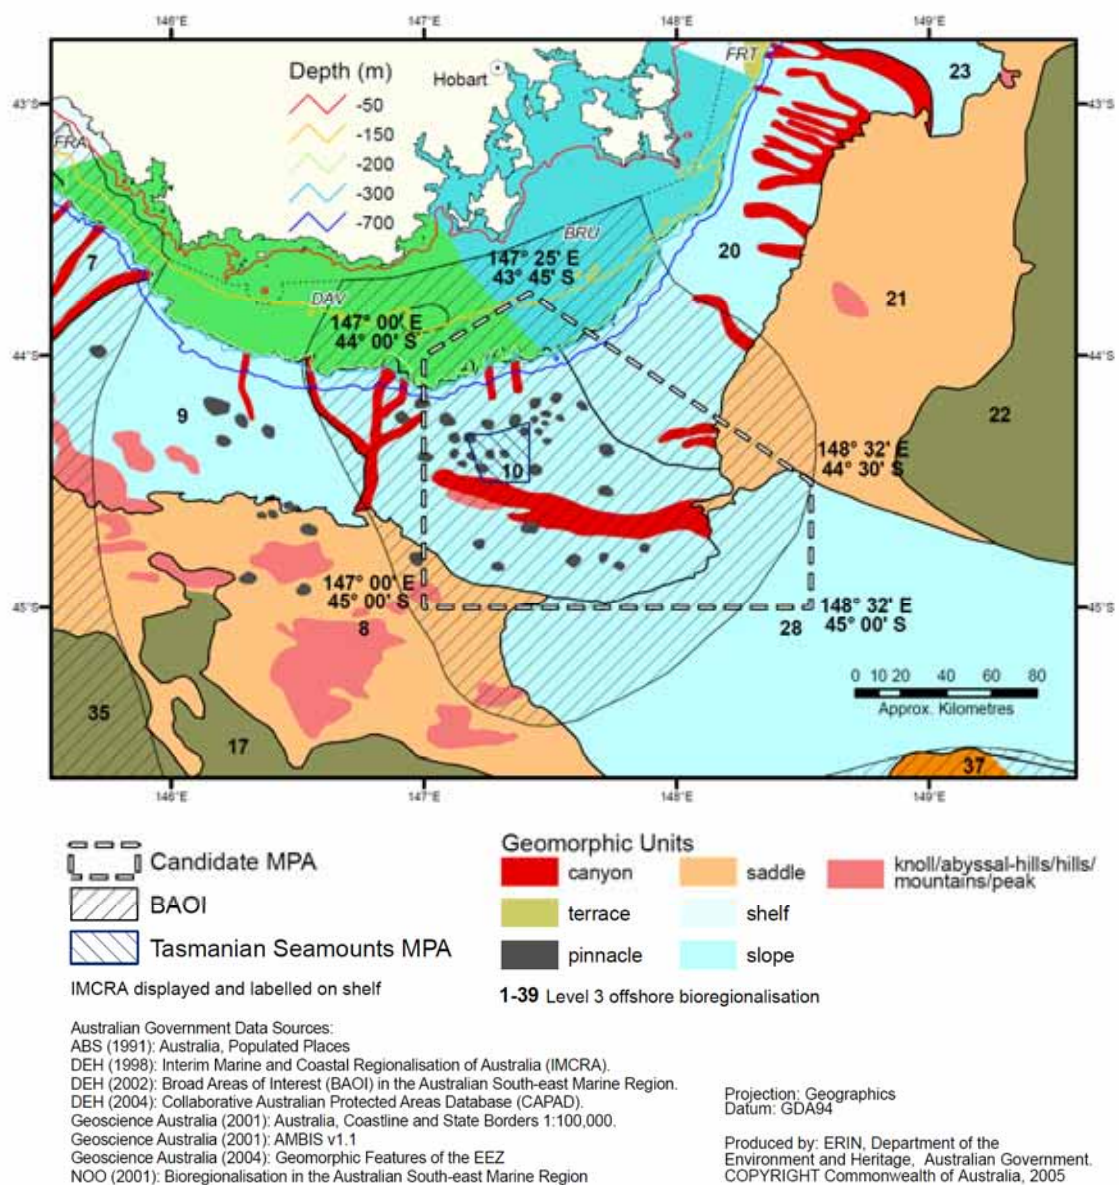 146°E 147°E 148°E 149°E
43°S
44°S
45°S
43°S
44°S
45°S
Depth (m)
-50
-150
-200
-300
-700
Hobart
FRT
FRA
BRU
DAV
23
20
21
22
7
9
10
8
28
35
17
37
147° 25' E
43° 45' S
147° 00' E
44° 00' S
148° 32' E
44° 30' S
147° 00' E
45° 00' S
148° 32' E
45° 00' S
0 10 20 40 60 80
Approx. Kilometres
146°E 147°E 148°E 149°E
Candidate MPA
BAOI
Tasmanian Seamounts MPA
IMCRA displayed and labelled on shelf
Geomorphic Units
canyon
terrace
pinnacle
saddle
shelf
slope
knoll/abyssal-hills/hills/
mountains/peak
1-39 Level 3 offshore bioregionalisation
Australian Government Data Sources:
ABS (1991): Australia, Populated Places
DEH (1998): Interim Marine and Coastal Regionalisation of Australia (IMCRA).
DEH (2002): Broad Areas of Interest (BAOI) in the Australian South-east Marine Region.
DEH (2004): Collaborative Australian Protected Areas Database (CAPAD).
Geoscience Australia (2001): Australia, Coastline and State Borders 1:100,000.
Geoscience Australia (2001): AMBIS v1.1
Geoscience Australia (2004): Geomorphic Features of the EEZ
NOO (2001): Bioregionalisation in the Australian South-east Marine Region
Projection: Geographics
Datum: GDA94
Produced by: ERIN, Department of the
Environment and Heritage, Australian Government.
COPYRIGHT Commonwealth of Australia, 2005